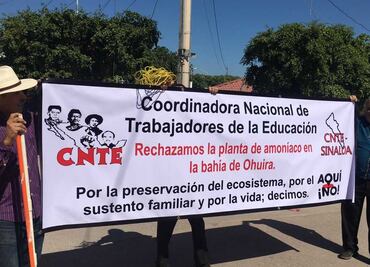 Coordinadora Nacional de
Trabajadores de la Educación
CNTE
Rechazamos la planta de amoníaco en
la bahía de Ohuira.
CNTE-
SINALOA
Por la preservación del ecosistema, por el
sustento familiar y por la vida; decimos.
AQUÍ
¡NO!